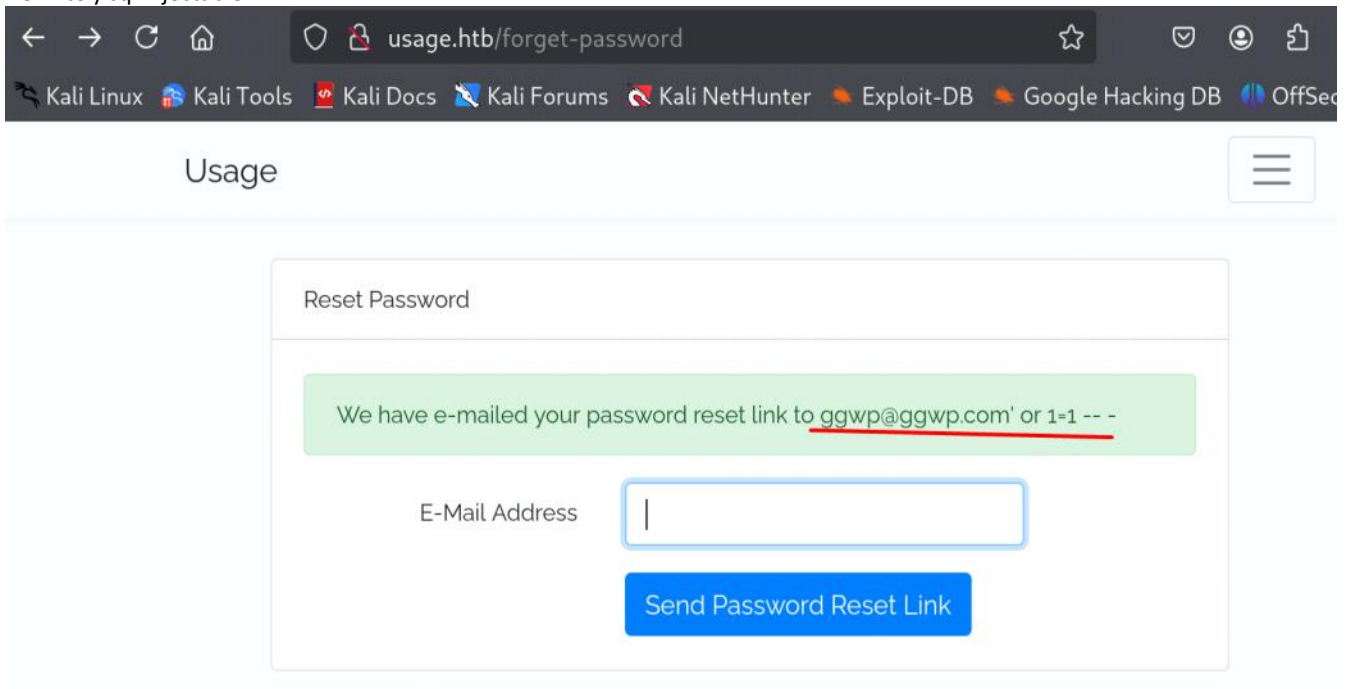 usage.htb/forget-password
Kali Linux Kali Tools Kali Docs Kali Forums Kali NetHunter Exploit-DB Google Hacking DB OffSec
Usage
Reset Password
We have e-mailed your password reset link to ggwp@ggwp.com' or 1=1 -- -
E-Mail Address
Send Password Reset Link